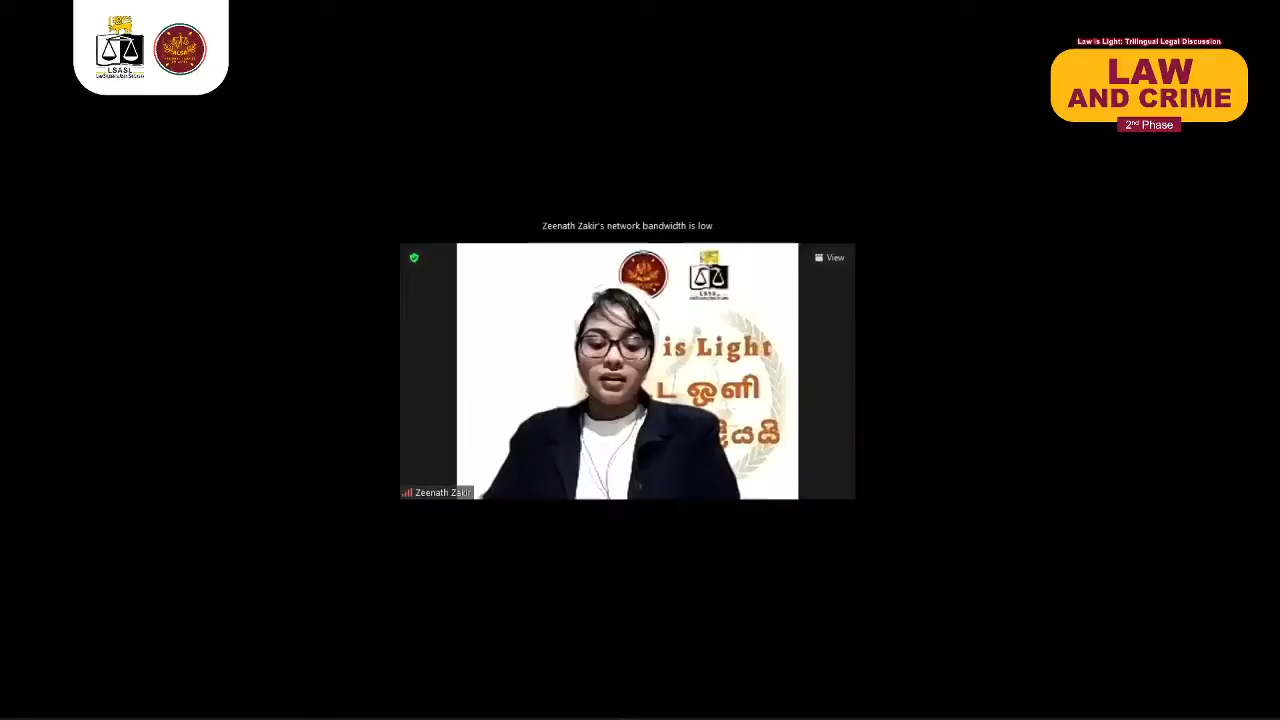 LSASL
Law is Light: Trilingual Legal Discussion
LAW
AND CRIME
2nd Phase
Zeenath Zakir's network bandwidth is low
View
is Light
ட ஒளி
Zeenath Zakir